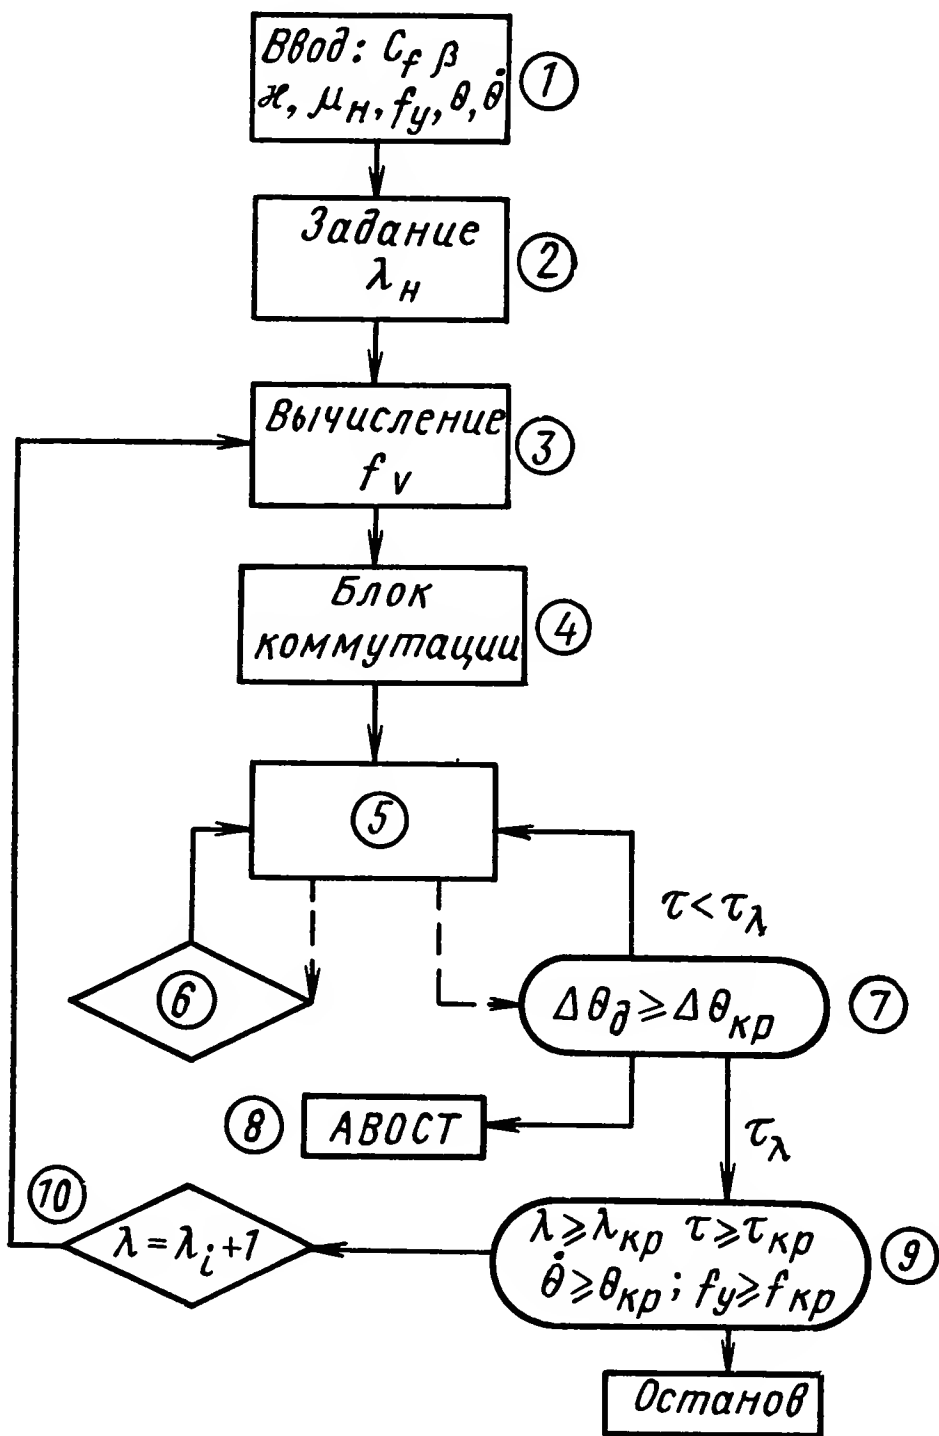 Ввод: C_f β
ϰ, μ_н, f_y, θ, θ̇
1
Задание
λ_н
2
Вычисление
f_v
3
Блок
коммутации
4
5
τ<τ_λ
6
Δθ_д ⩾ Δθ_кр
7
8
АВОСТ
τ_λ
10
λ=λ_i+1
λ⩾λ_кр τ⩾τ_кр
θ̇⩾θ_кр; f_y⩾f_кр
9
Останов